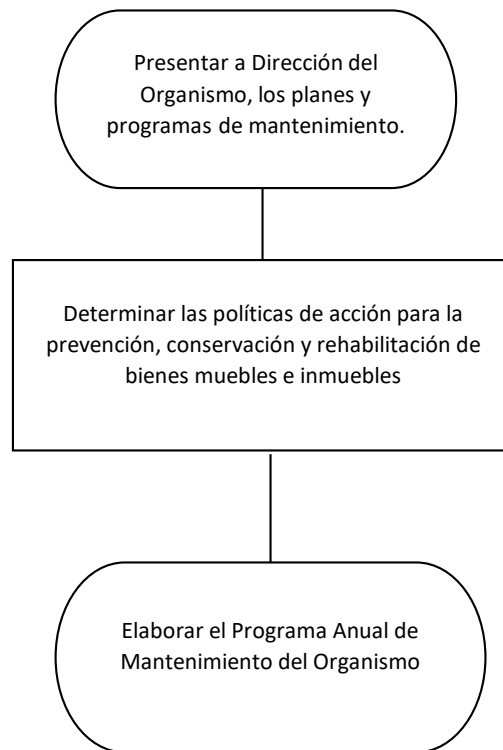 Presentar a Dirección del
Organismo, los planes y
programas de mantenimiento.
Determinar las políticas de acción para la
prevención, conservación y rehabilitación de
bienes muebles e inmuebles
Elaborar el Programa Anual de
Mantenimiento del Organismo